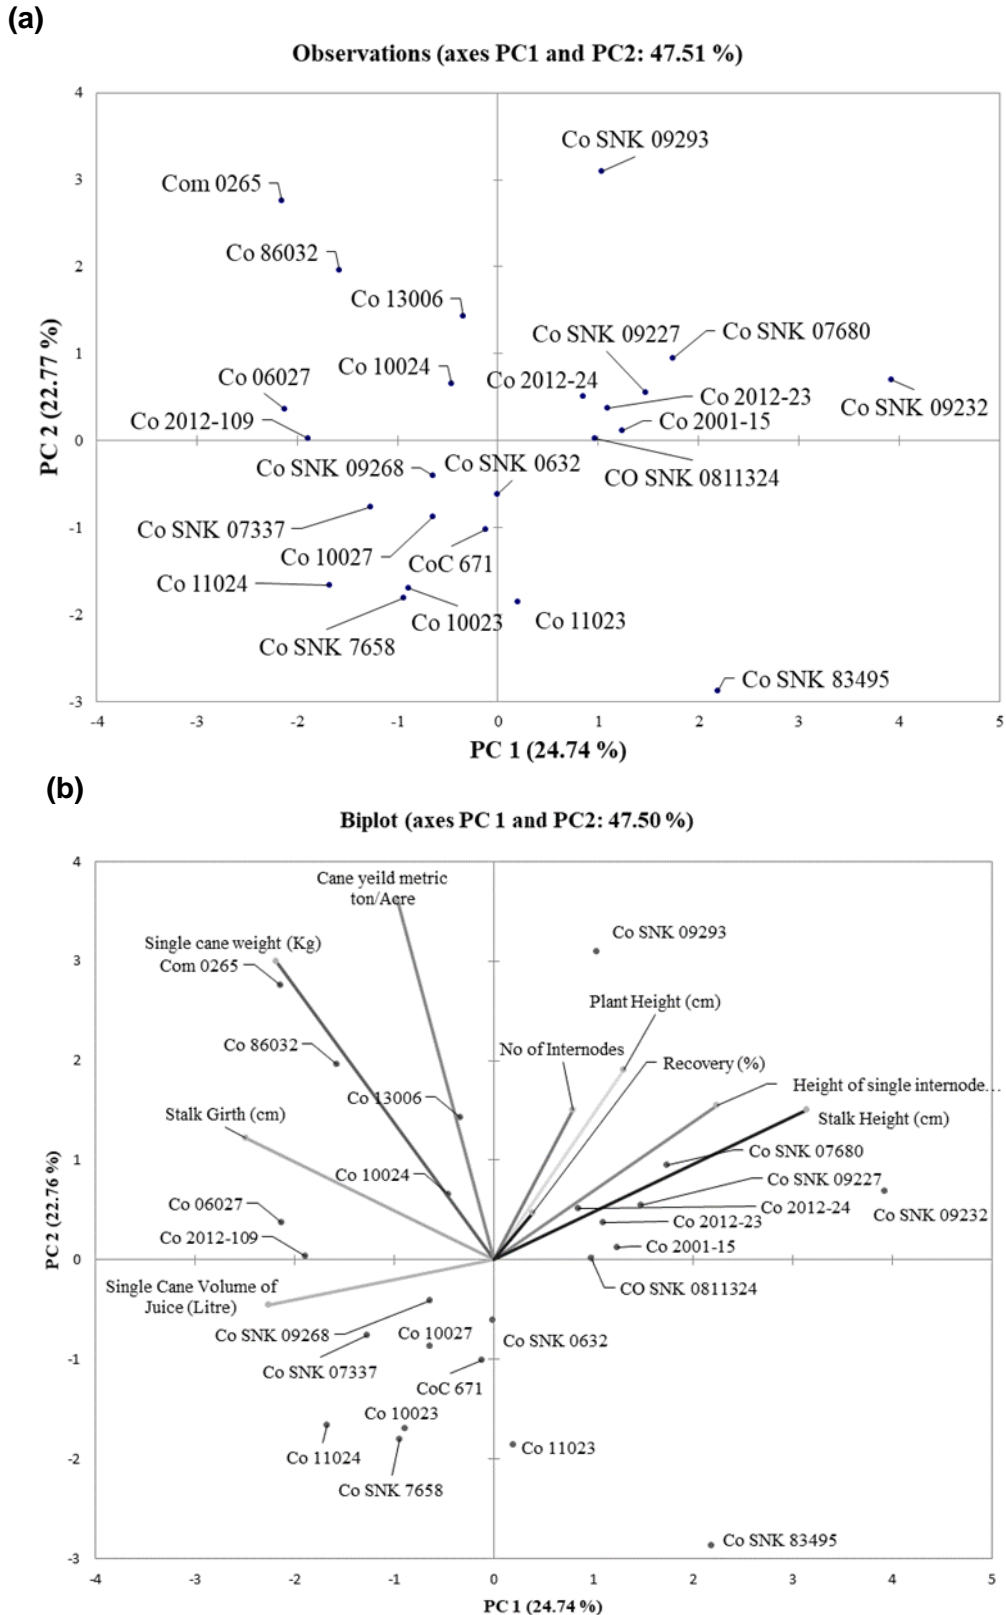 (a)
Observations (axes PC1 and PC2: 47.51 %)
4
3
2
1
0
-1
-2
-3
PC 2 (22.77 %)
Co SNK 09293
Com 0265
Co 86032
Co 13006
Co SNK 09227
Co SNK 07680
Co 10024
Co 06027
Co 2012-24
Co 2012-23
Co SNK 09232
Co 2012-109
Co 2001-15
Co SNK 09268
Co SNK 0632
CO SNK 0811324
Co SNK 07337
Co 10027
CoC 671
Co 11024
Co 10023
Co 11023
Co SNK 7658
Co SNK 83495
-4
-3
-2
-1
0
1
2
3
4
5
PC 1 (24.74 %)
(b)
Biplot (axes PC 1 and PC2: 47.50 %)
4
3
2
1
0
-1
-2
-3
PC 2 (22.76 %)
Cane yeild metric
ton/Acre
Co SNK 09293
Single cane weight (Kg)
Com 0265
Plant Height (cm)
Co 86032
No of Internodes
Recovery (%)
Co 13006
Height of single internode...
Stalk Girth (cm)
Stalk Height (cm)
Co SNK 07680
Co 10024
Co SNK 09227
Co 06027
Co 2012-24
Co SNK 09232
Co 2012-23
Co 2012-109
Co 2001-15
Single Cane Volume of
Juice (Litre)
CO SNK 0811324
Co SNK 09268
Co 10027
Co SNK 0632
Co SNK 07337
CoC 671
Co 10023
Co 11024
Co 11023
Co SNK 7658
Co SNK 83495
-4
-3
-2
-1
0
1
2
3
4
5
PC 1 (24.74 %)